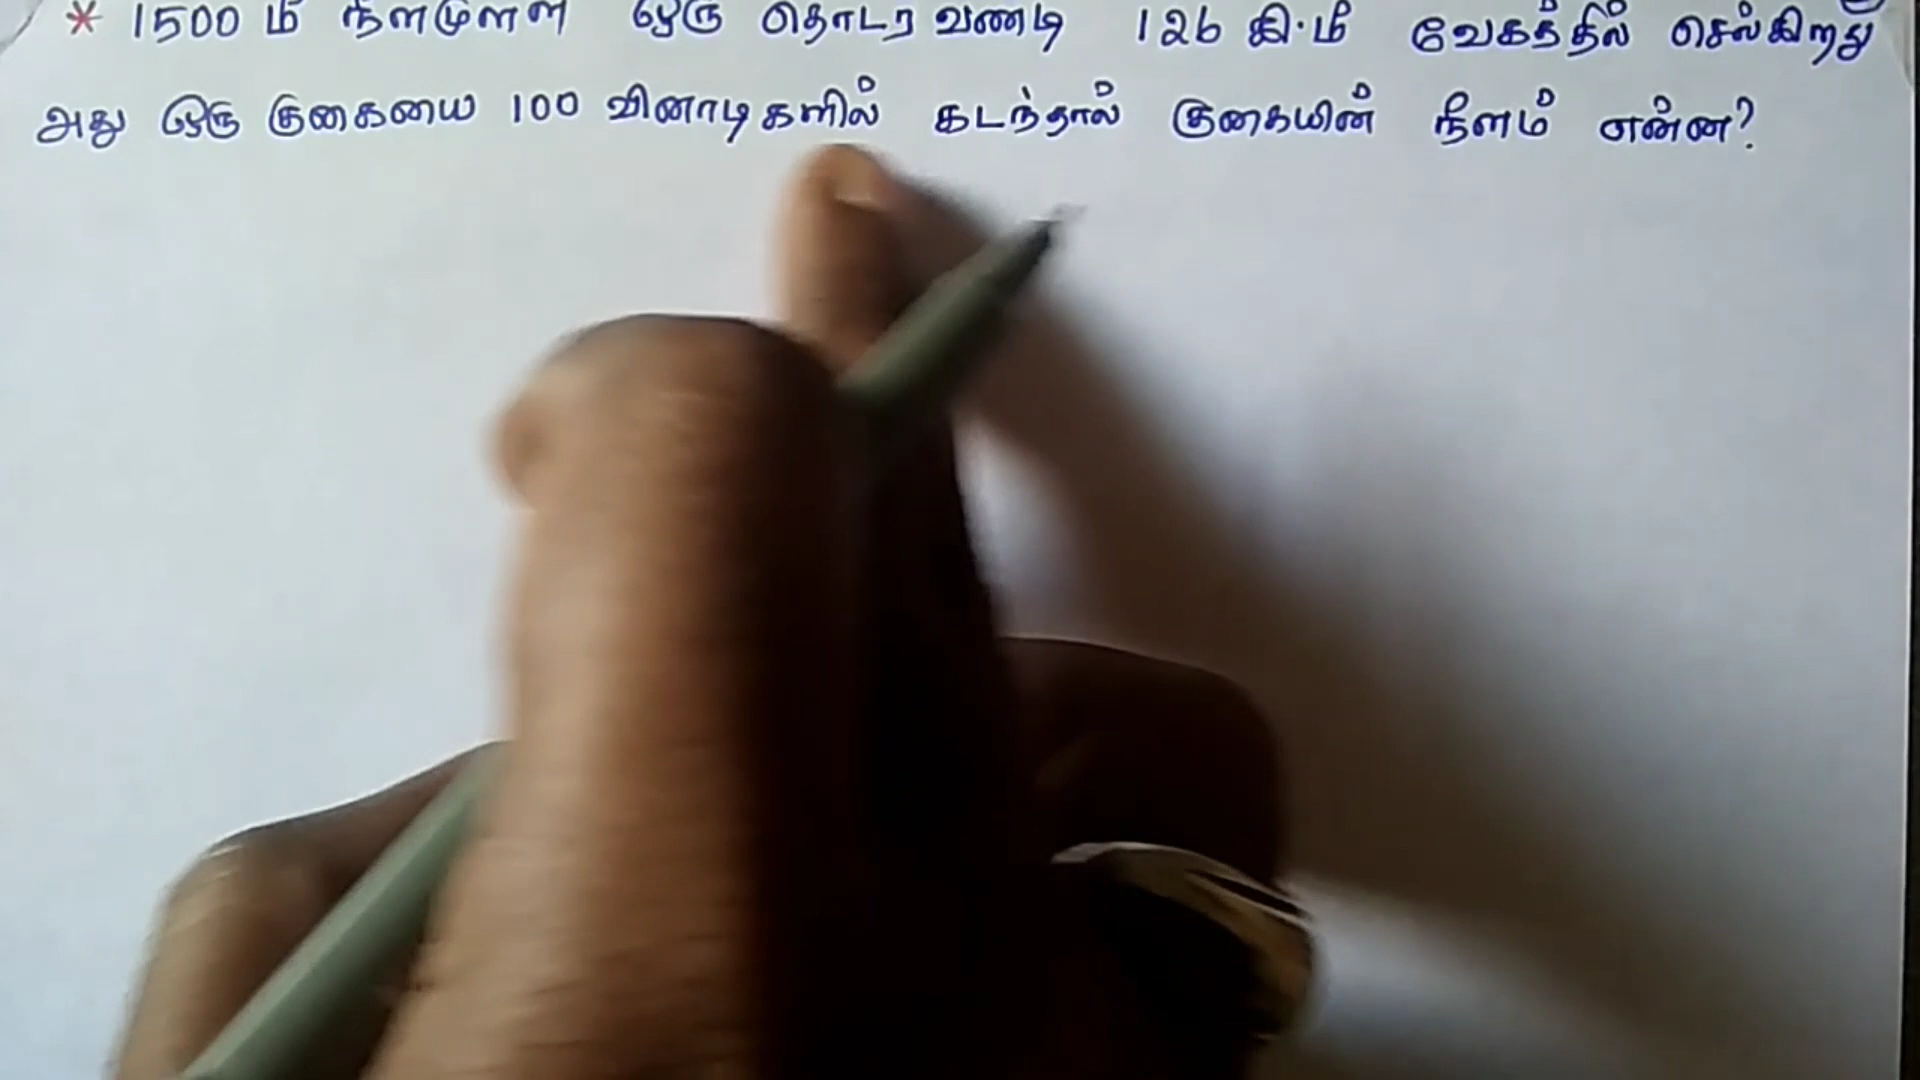 * 1500 மீ நீளமுள்ள ஒரு தொடர் வண்டி 126 கி.மீ வேகத்தில் செல்கிறது
அது ஒரு குகையை 100 வினாடிகளில் கடந்தால் குகையின் நீளம் என்ன?